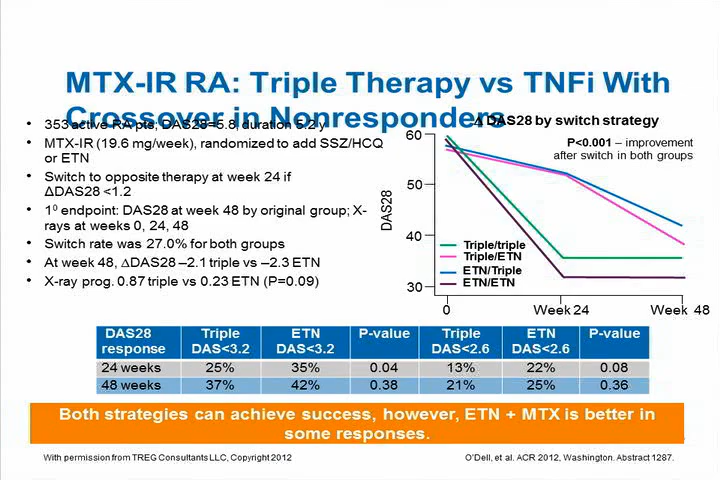 MTX-IR RA: Triple Therapy vs TNFi With
Crossover in Nonresponders
• 353 active RA pts; DAS28=5.8, duration 5.2 y
• MTX-IR (19.6 mg/week), randomized to add SSZ/HCQ
or ETN
• Switch to opposite therapy at week 24 if
ΔDAS28 <1.2
• 1⁰ endpoint: DAS28 at week 48 by original group; X-
rays at weeks 0, 24, 48
• Switch rate was 27.0% for both groups
• At week 48, ΔDAS28 –2.1 triple vs –2.3 ETN
• X-ray prog. 0.87 triple vs 0.23 ETN (P=0.09)
Δ DAS28 by switch strategy
P<0.001 – improvement
after switch in both groups
DAS28
60
50
40
30
Triple/triple
Triple/ETN
ETN/Triple
ETN/ETN
0 Week 24 Week 48
DAS28 response Triple DAS<3.2 ETN DAS<3.2 P-value Triple DAS<2.6 ETN DAS<2.6 P-value
24 weeks 25% 35% 0.04 13% 22% 0.08
48 weeks 37% 42% 0.38 21% 25% 0.36
Both strategies can achieve success, however, ETN + MTX is better in
some responses.
With permission from TREG Consultants LLC, Copyright 2012
O'Dell, et al. ACR 2012, Washington. Abstract 1287.